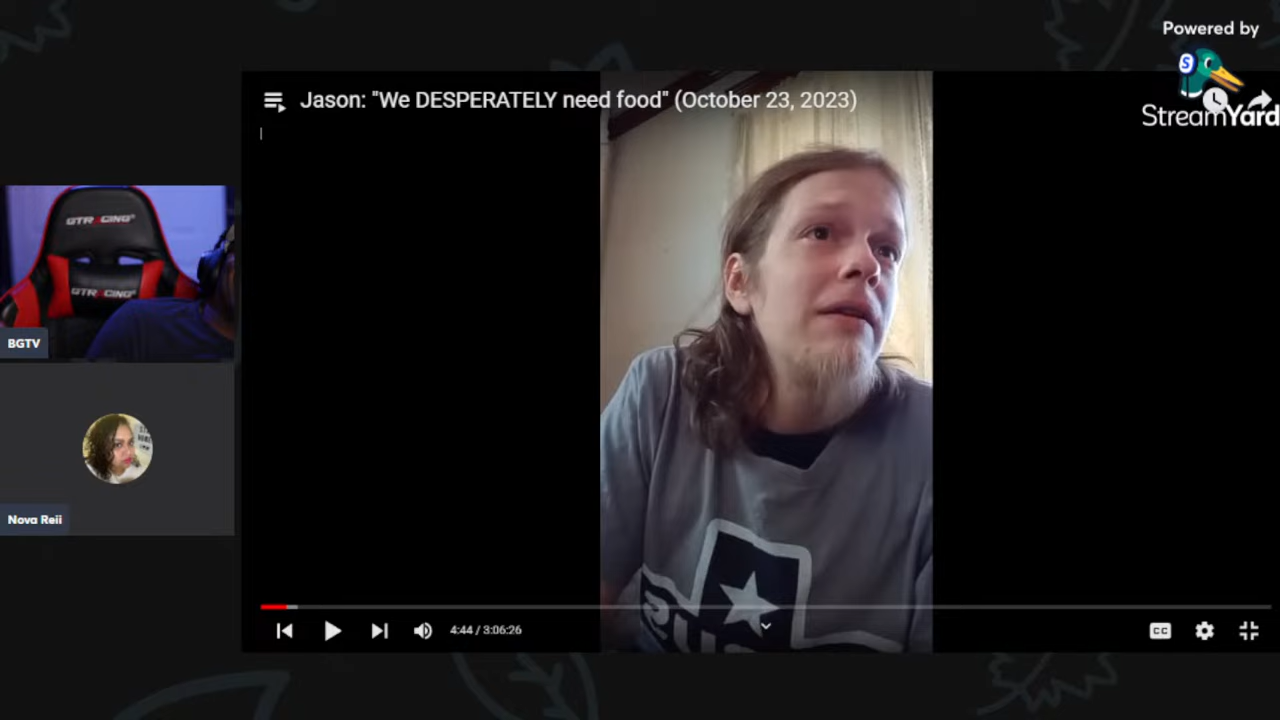 Powered by
StreamYard
Jason: "We DESPERATELY need food" (October 23, 2023)
GTRACING
GTRACING
BGTV
Nova Reii
4:44 / 3:06:26
CC